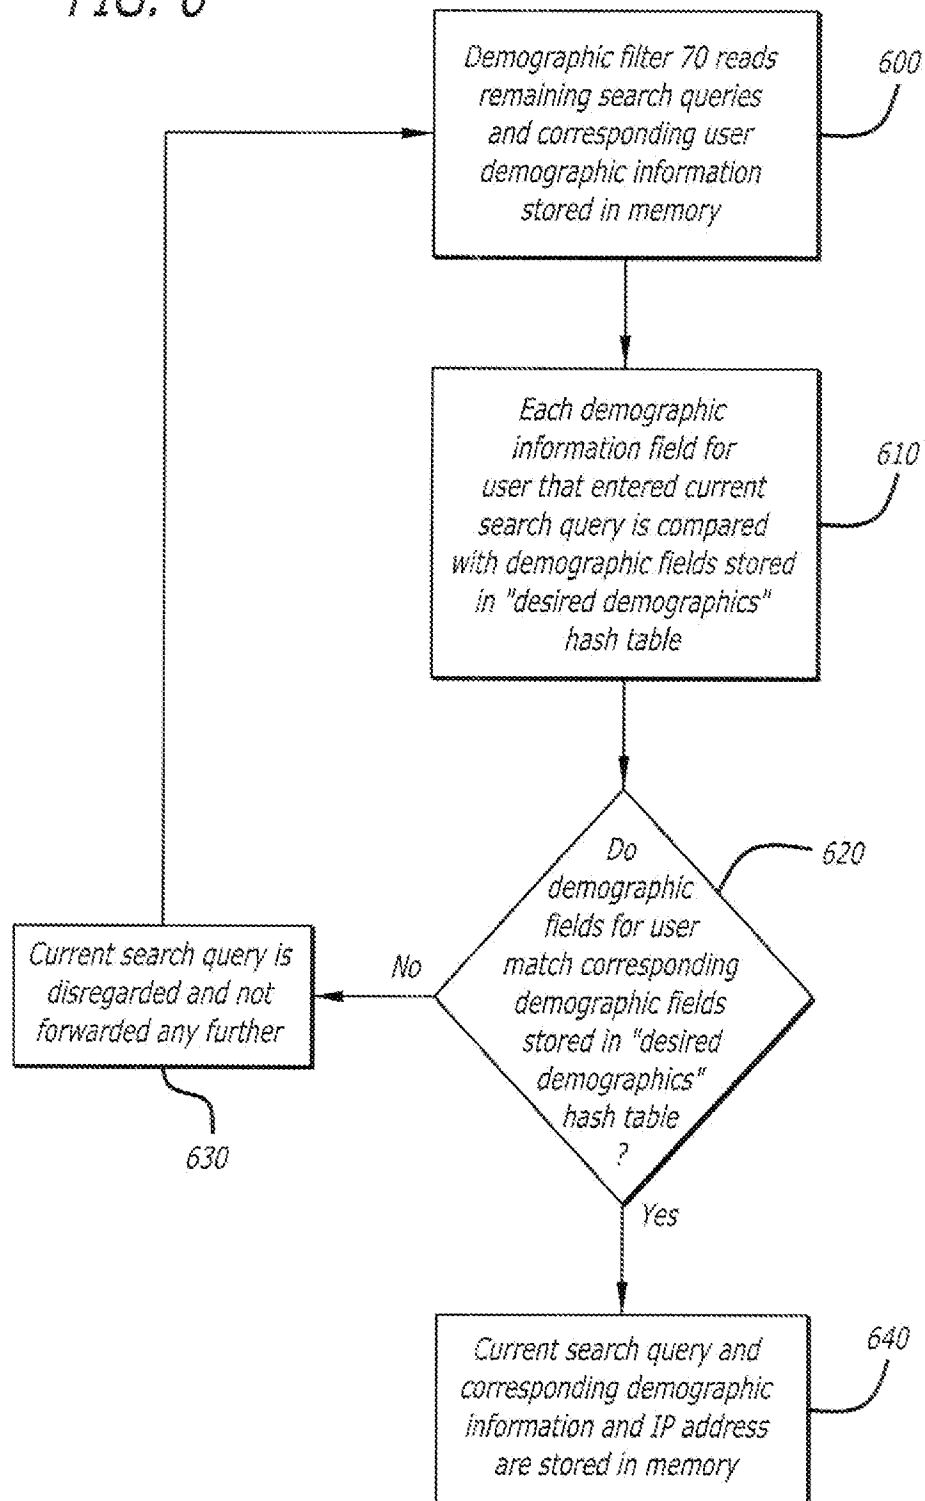 FIG. 6
Demographic filter 70 reads
remaining search queries
and corresponding user
demographic information
stored in memory
600
Each demographic
information field for
user that entered current
search query is compared
with demographic fields stored
in "desired demographics"
hash table
610
Do
demographic
fields for user
match corresponding
demographic fields
stored in "desired
demographics"
hash table
?
620
No
Current search query is
disregarded and not
forwarded any further
630
Yes
Current search query and
corresponding demographic
information and IP address
are stored in memory
640